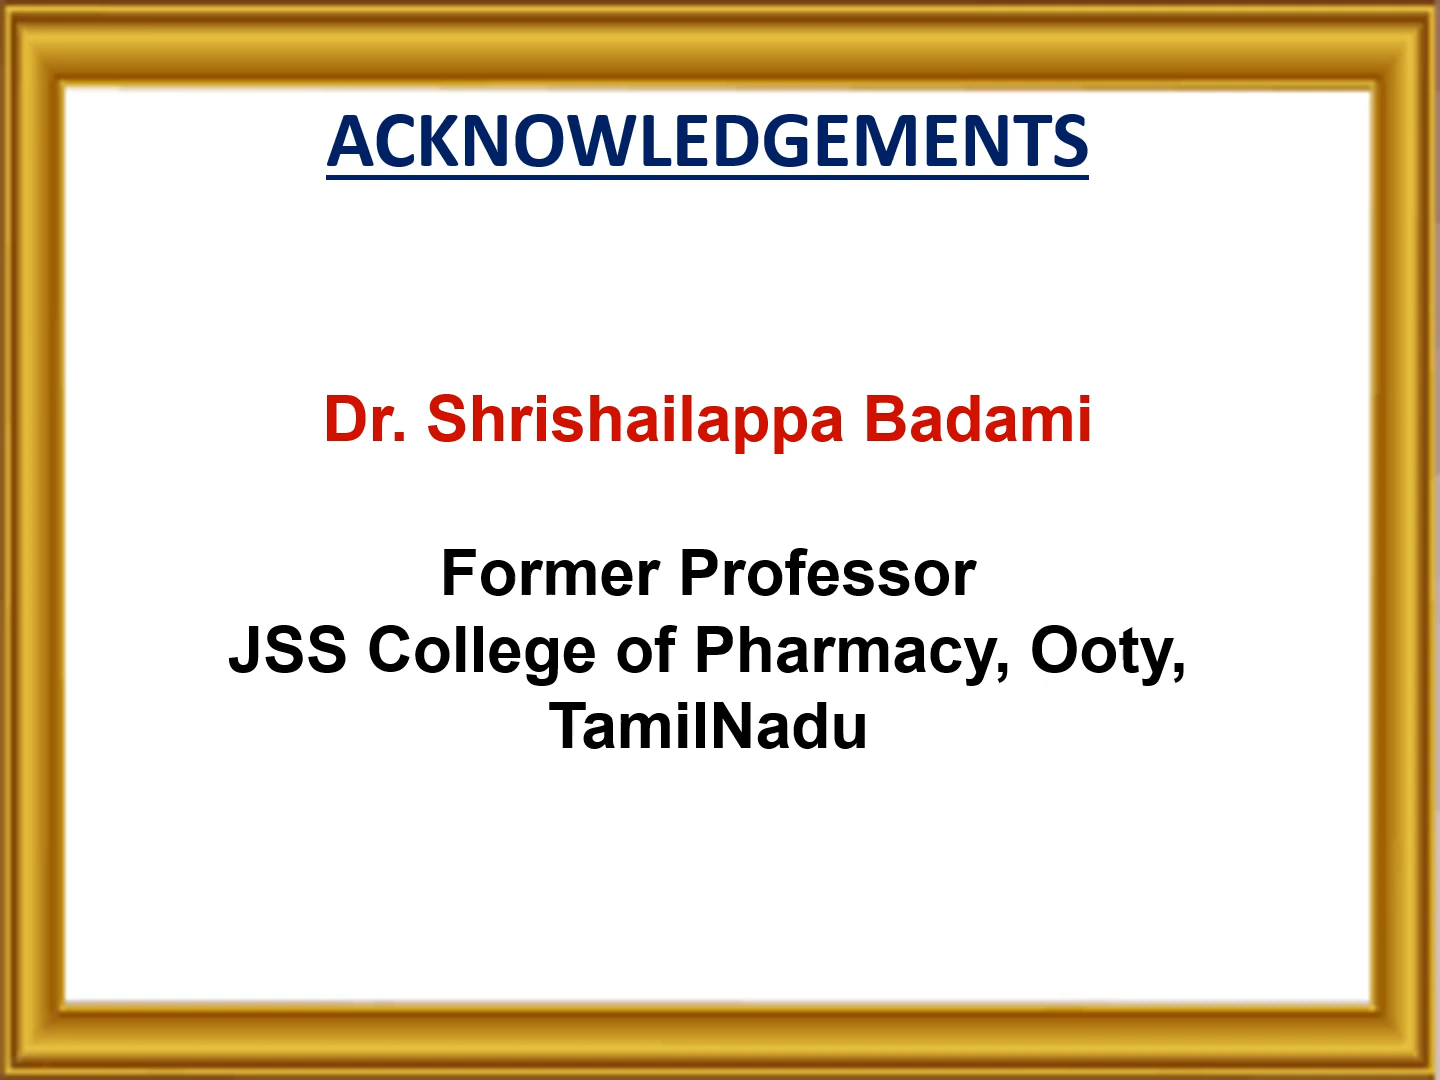 ACKNOWLEDGEMENTS
Dr. Shrishailappa Badami
Former Professor
JSS College of Pharmacy, Ooty,
TamilNadu